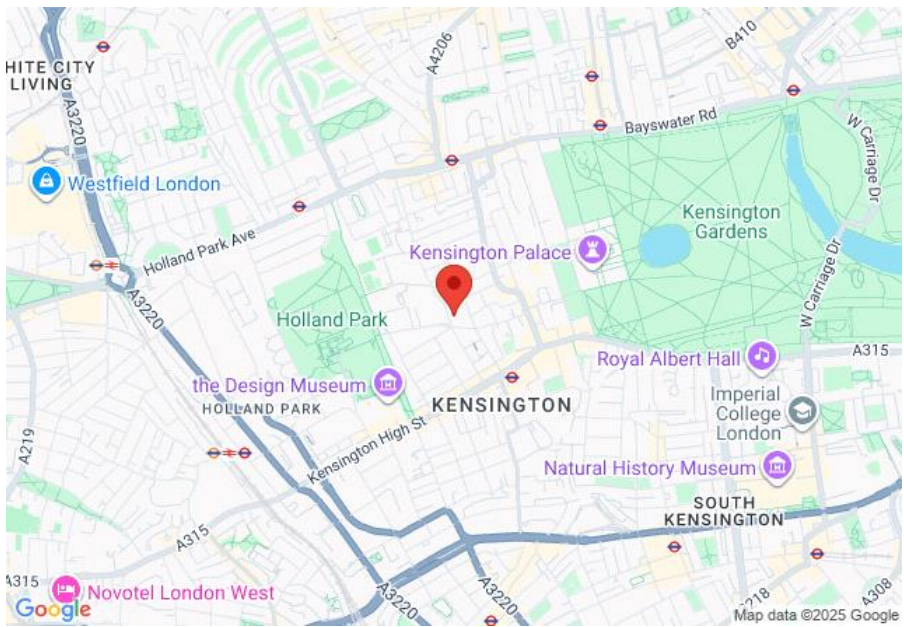 B410
A4206
HITE CITY
LIVING
A3220
Bayswater Rd
W Carriage Dr
Westfield London
Kensington
Gardens
Kensington Palace
Holland Park Ave
W Carriage Dr
A3220
Holland Park
Royal Albert Hall
A315
the Design Museum
HOLLAND PARK
KENSINGTON
Imperial
College
London
Kensington High St
A219
Natural History Museum
SOUTH
KENSINGTON
A315
A315
Novotel London West
A3220
A3220
3218
A308
Google
Map data ©2025 Google